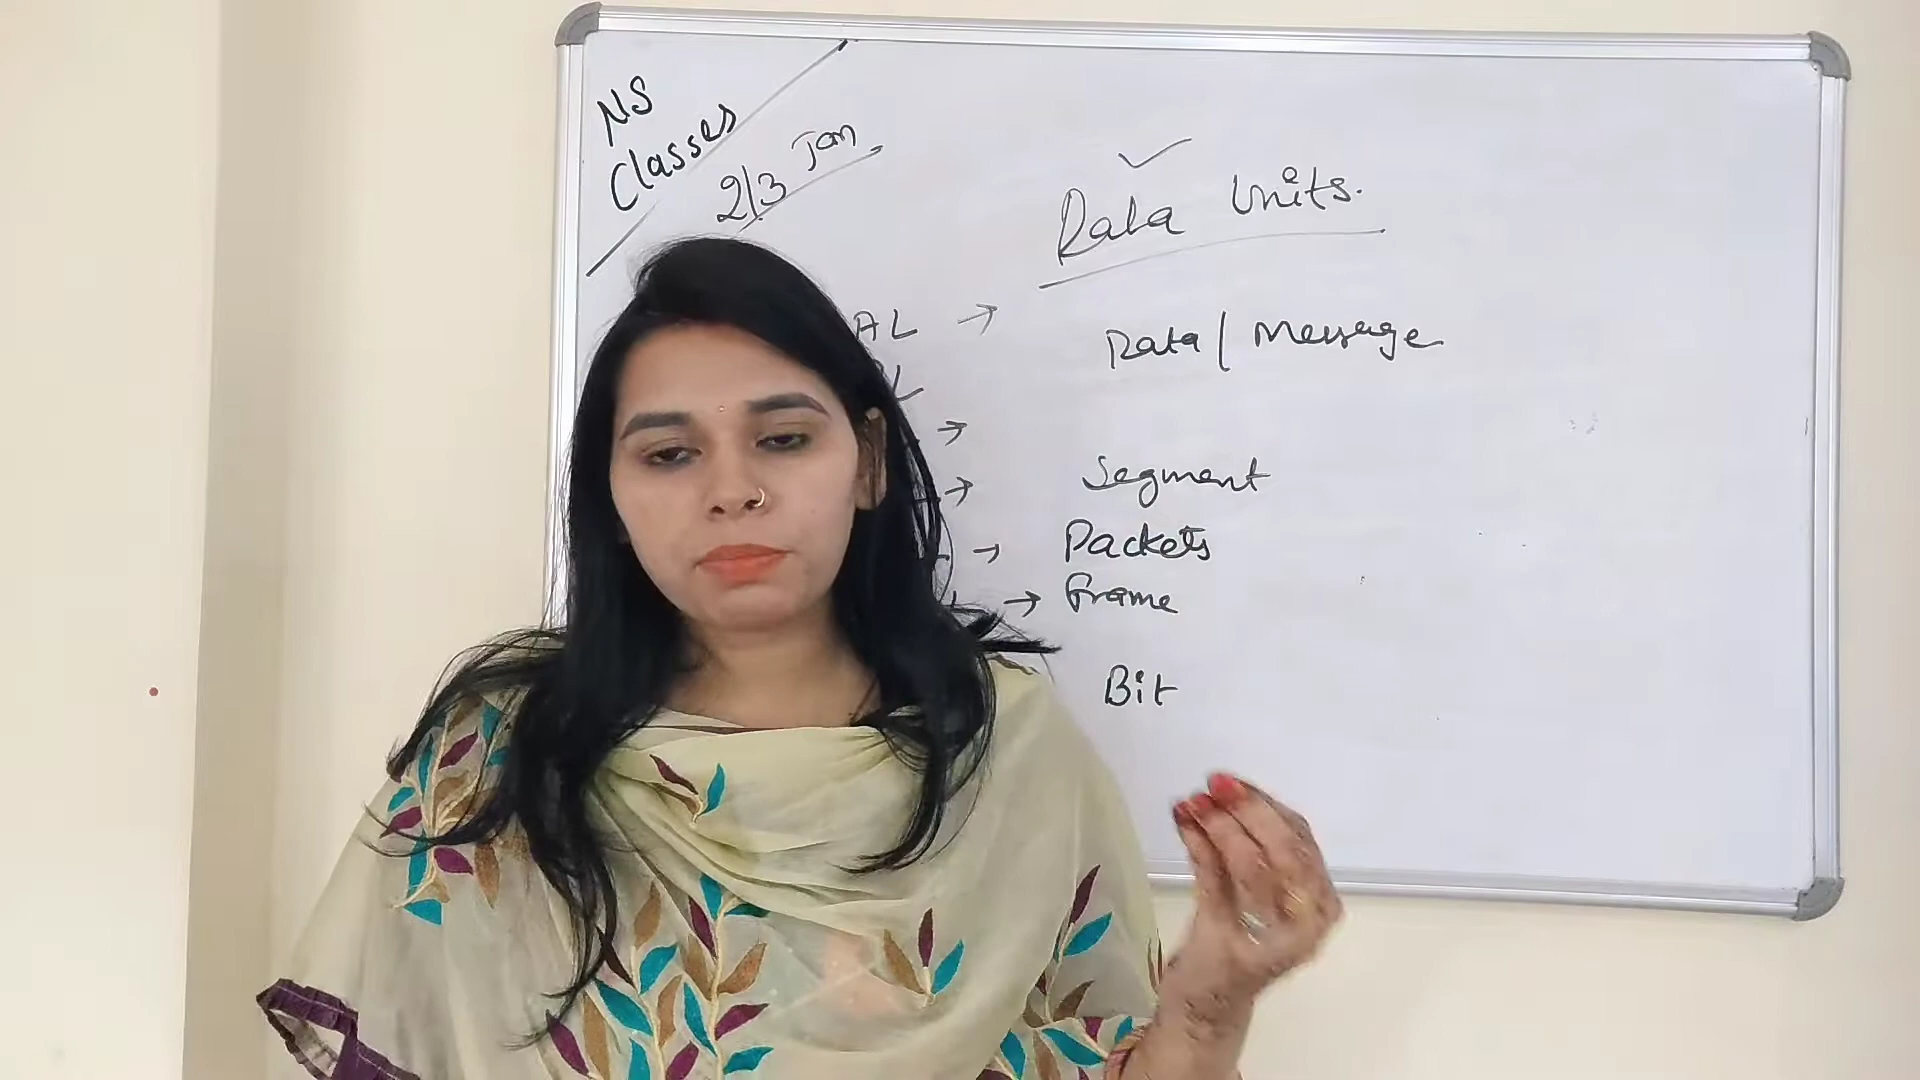 NS
Classes
2/3 Jan
Data Units.
AL → Data | Message
L
→
→ Segment
→ Packets
L → Frame
Bit